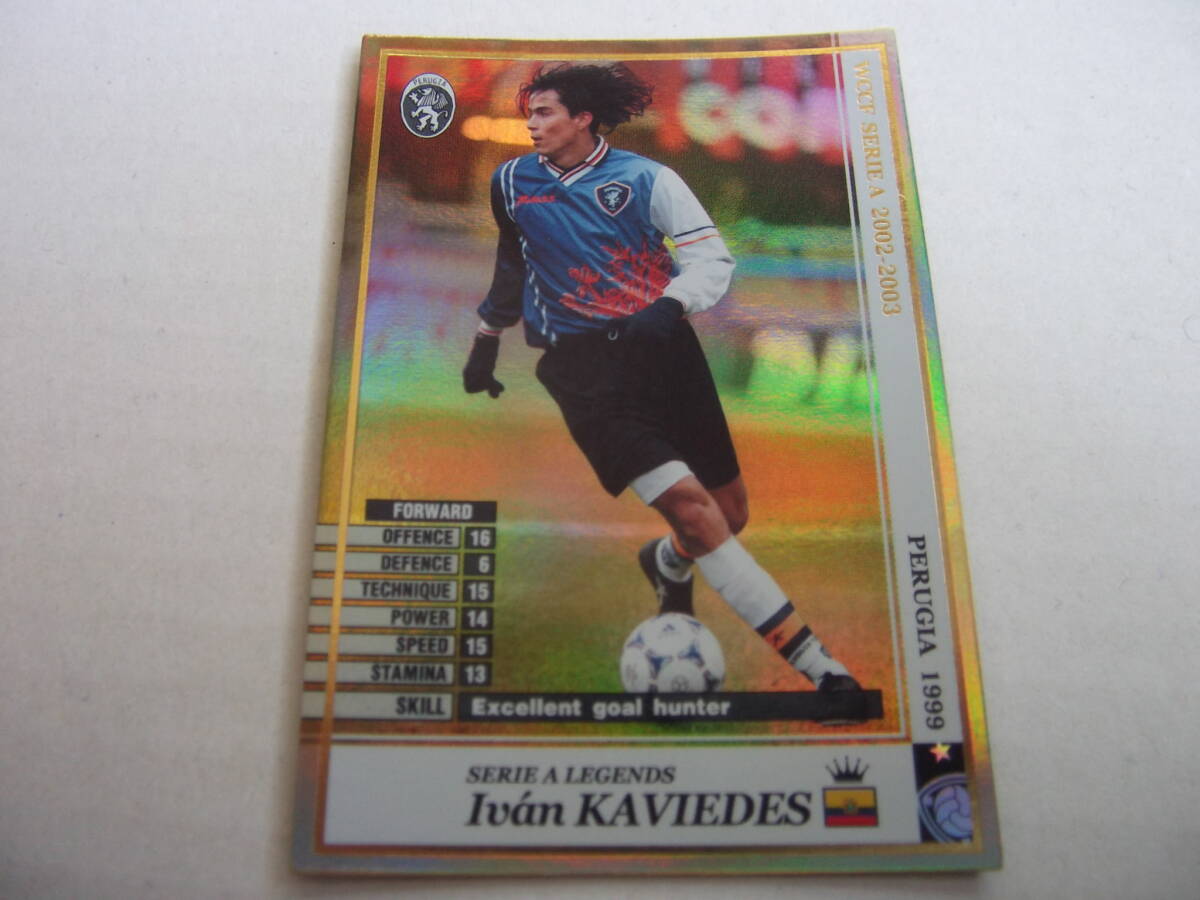 PERUGIA
WCCF SERIE A 2002-2003
PERUGIA 1999
FORWARD
OFFENCE 16
DEFENCE 6
TECHNIQUE 15
POWER 14
SPEED 15
STAMINA 13
SKILL Excellent goal hunter
SERIE A LEGENDS
Iván KAVIEDES